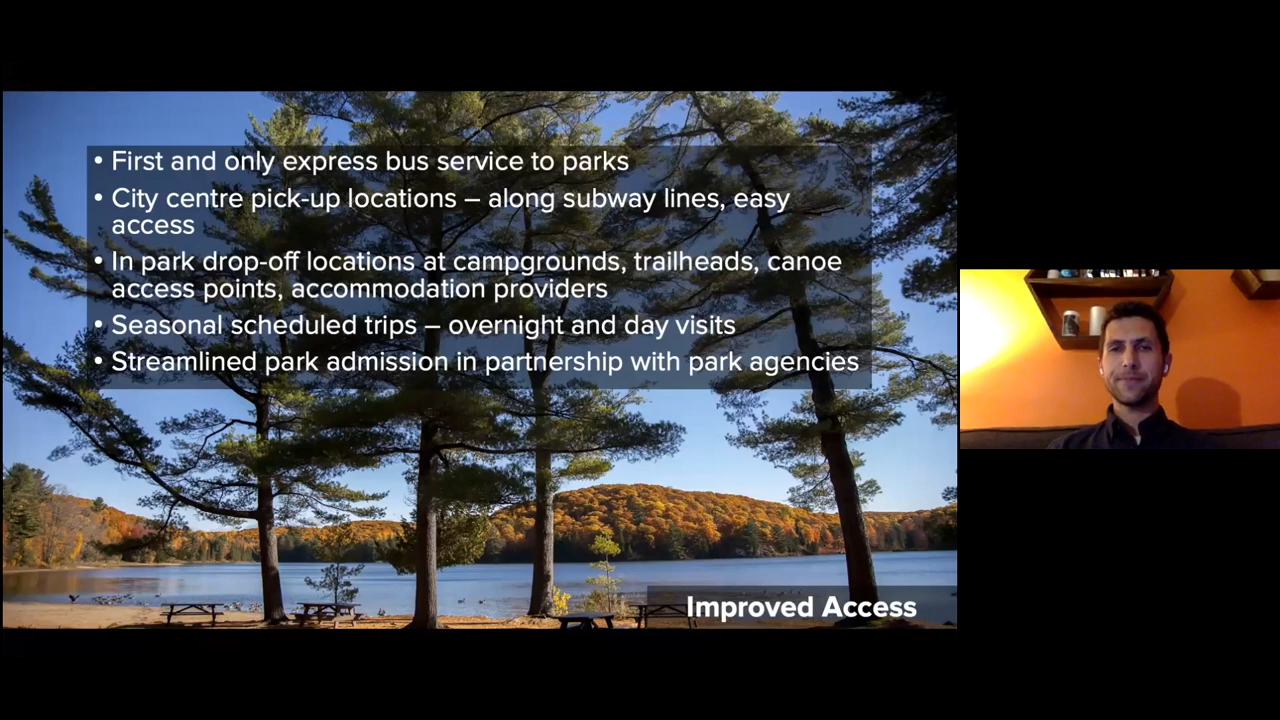 • First and only express bus service to parks
• City centre pick-up locations – along subway lines, easy
access
• In park drop-off locations at campgrounds, trailheads, canoe
access points, accommodation providers
• Seasonal scheduled trips – overnight and day visits
• Streamlined park admission in partnership with park agencies
Improved Access